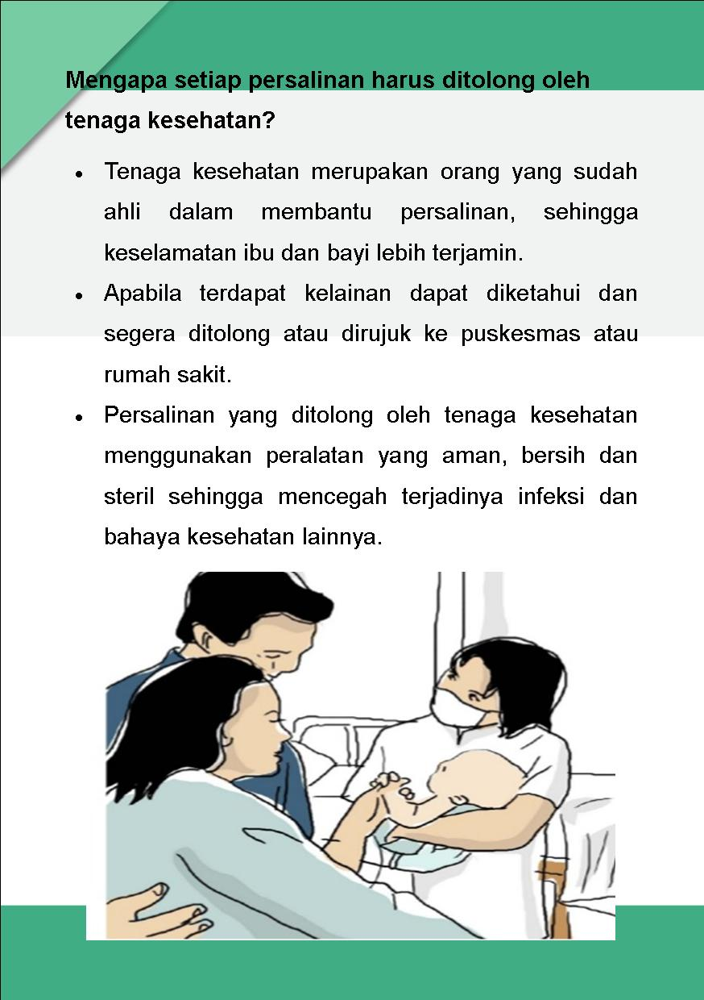 Mengapa setiap persalinan harus ditolong oleh
tenaga kesehatan?
• Tenaga kesehatan merupakan orang yang sudah
ahli dalam membantu persalinan, sehingga
keselamatan ibu dan bayi lebih terjamin.
• Apabila terdapat kelainan dapat diketahui dan
segera ditolong atau dirujuk ke puskesmas atau
rumah sakit.
• Persalinan yang ditolong oleh tenaga kesehatan
menggunakan peralatan yang aman, bersih dan
steril sehingga mencegah terjadinya infeksi dan
bahaya kesehatan lainnya.